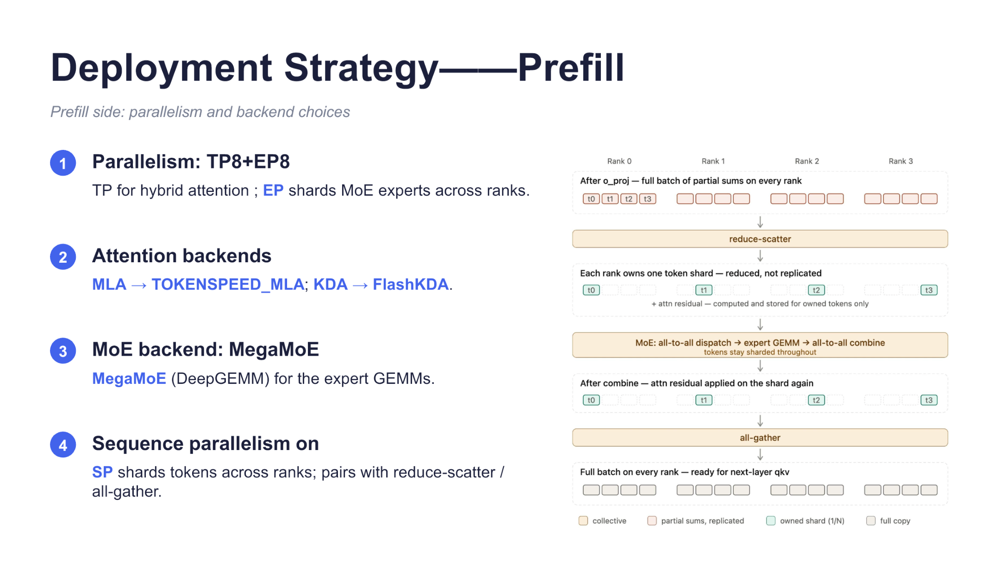 Deployment Strategy——Prefill
Prefill side: parallelism and backend choices
1
Parallelism: TP8+EP8
TP for hybrid attention ; EP shards MoE experts across ranks.
2
Attention backends
MLA → TOKENSPEED_MLA; KDA → FlashKDA.
3
MoE backend: MegaMoE
MegaMoE (DeepGEMM) for the expert GEMMs.
4
Sequence parallelism on
SP shards tokens across ranks; pairs with reduce-scatter /
all-gather.
Rank 0 Rank 1 Rank 2 Rank 3
After o_proj — full batch of partial sums on every rank
t0 t1 t2 t3
reduce-scatter
Each rank owns one token shard — reduced, not replicated
t0 t1 t2 t3
+ attn residual — computed and stored for owned tokens only
MoE: all-to-all dispatch → expert GEMM → all-to-all combine
tokens stay sharded throughout
After combine — attn residual applied on the shard again
t0 t1 t2 t3
all-gather
Full batch on every rank — ready for next-layer qkv
collective partial sums, replicated owned shard (1/N) full copy